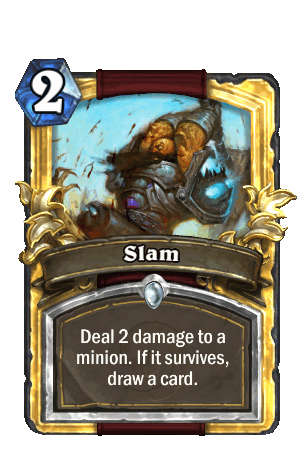 2
Slam
Deal 2 damage to a
minion. If it survives,
draw a card.